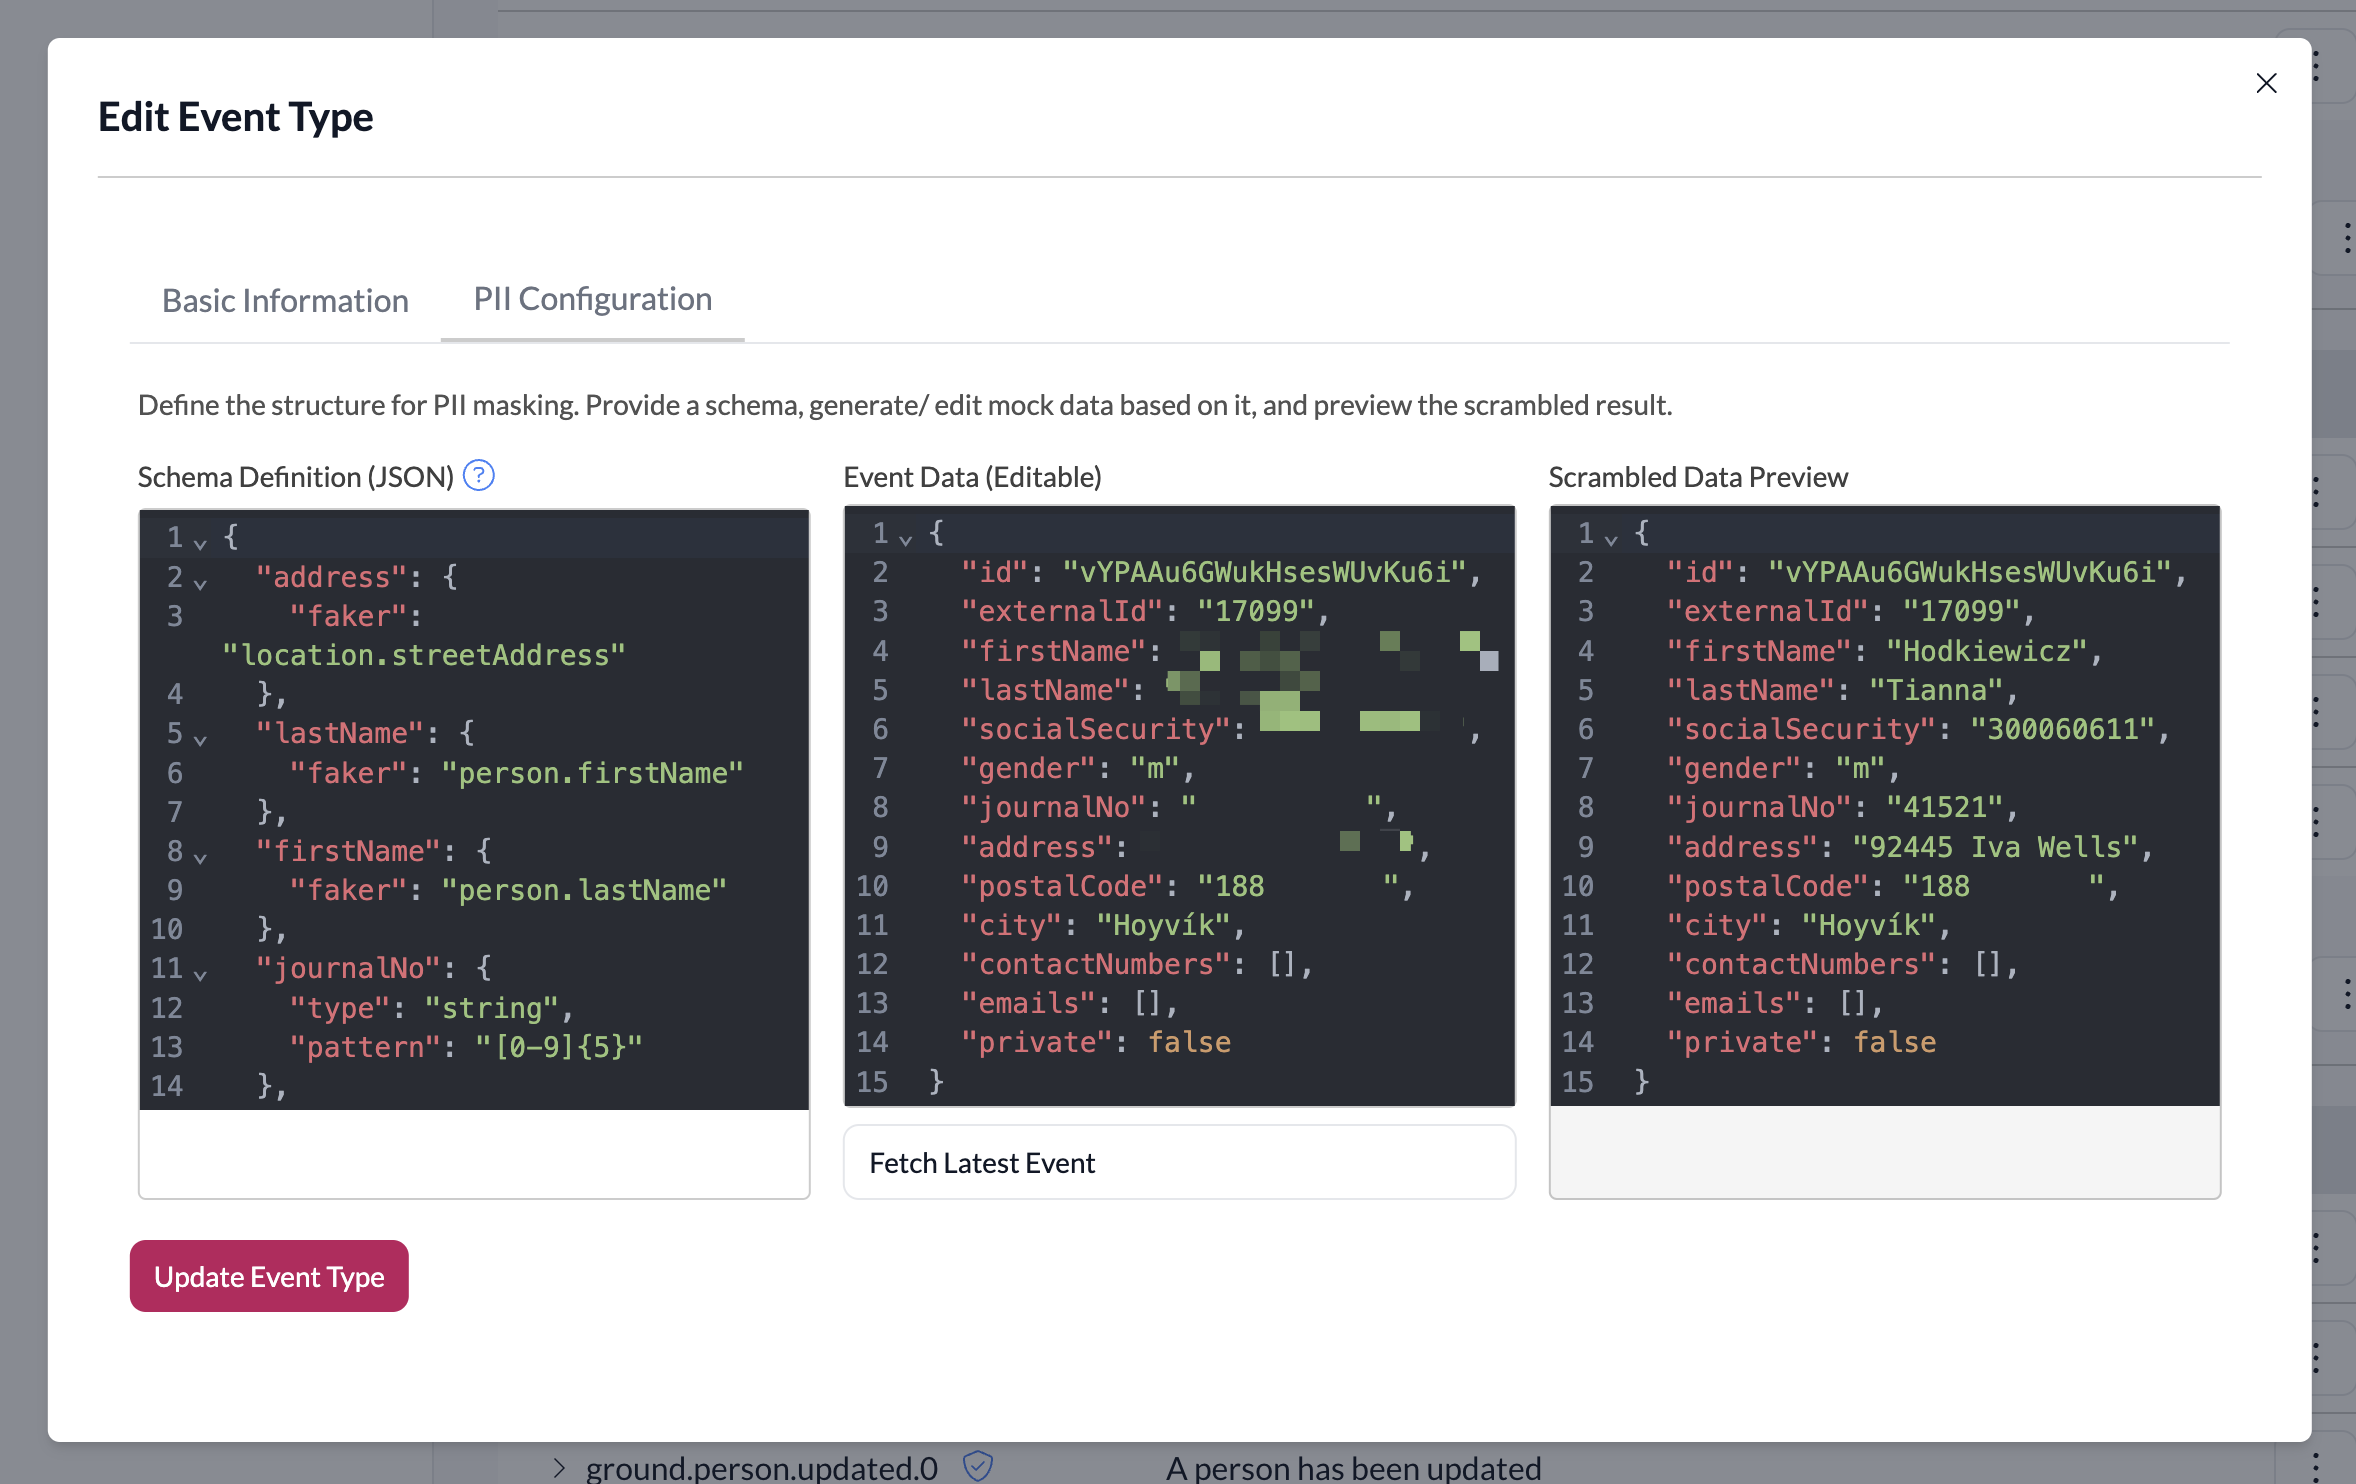 Edit Event Type
Basic Information
PII Configuration
Define the structure for PII masking. Provide a schema, generate/ edit mock data based on it, and preview the scrambled result.
Schema Definition (JSON) ?
1 {
2 "address": {
3 "faker":
"location.streetAddress"
4 },
5 "lastName": {
6 "faker": "person.firstName"
7 },
8 "firstName": {
9 "faker": "person.lastName"
10 },
11 "journalNo": {
12 "type": "string",
13 "pattern": "[0-9]{5}"
14 },
Event Data (Editable)
1 {
2 "id": "vYPAAu6GWukHsesWUvKu6i",
3 "externalId": "17099",
4 "firstName":
5 "lastName":
6 "socialSecurity": ,
7 "gender": "m",
8 "journalNo": " ",
9 "address": ,
10 "postalCode": "188 ",
11 "city": "Hoyvík",
12 "contactNumbers": [],
13 "emails": [],
14 "private": false
15 }
Fetch Latest Event
Scrambled Data Preview
1 {
2 "id": "vYPAAu6GWukHsesWUvKu6i",
3 "externalId": "17099",
4 "firstName": "Hodkiewicz",
5 "lastName": "Tianna",
6 "socialSecurity": "300060611",
7 "gender": "m",
8 "journalNo": "41521",
9 "address": "92445 Iva Wells",
10 "postalCode": "188 ",
11 "city": "Hoyvík",
12 "contactNumbers": [],
13 "emails": [],
14 "private": false
15 }
Update Event Type
ground.person.updated.0
A person has been updated